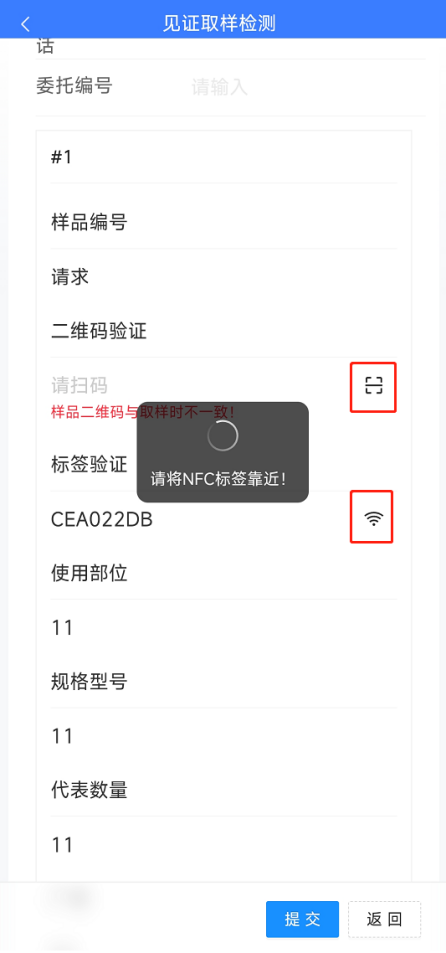 见证取样检测
话
委托编号 请输入
#1
样品编号
请求
二维码验证
请扫码
样品二维码与取样时不一致！
标签验证
请将NFC标签靠近！
CEA022DB
使用部位
11
规格型号
11
代表数量
11
提交 返回